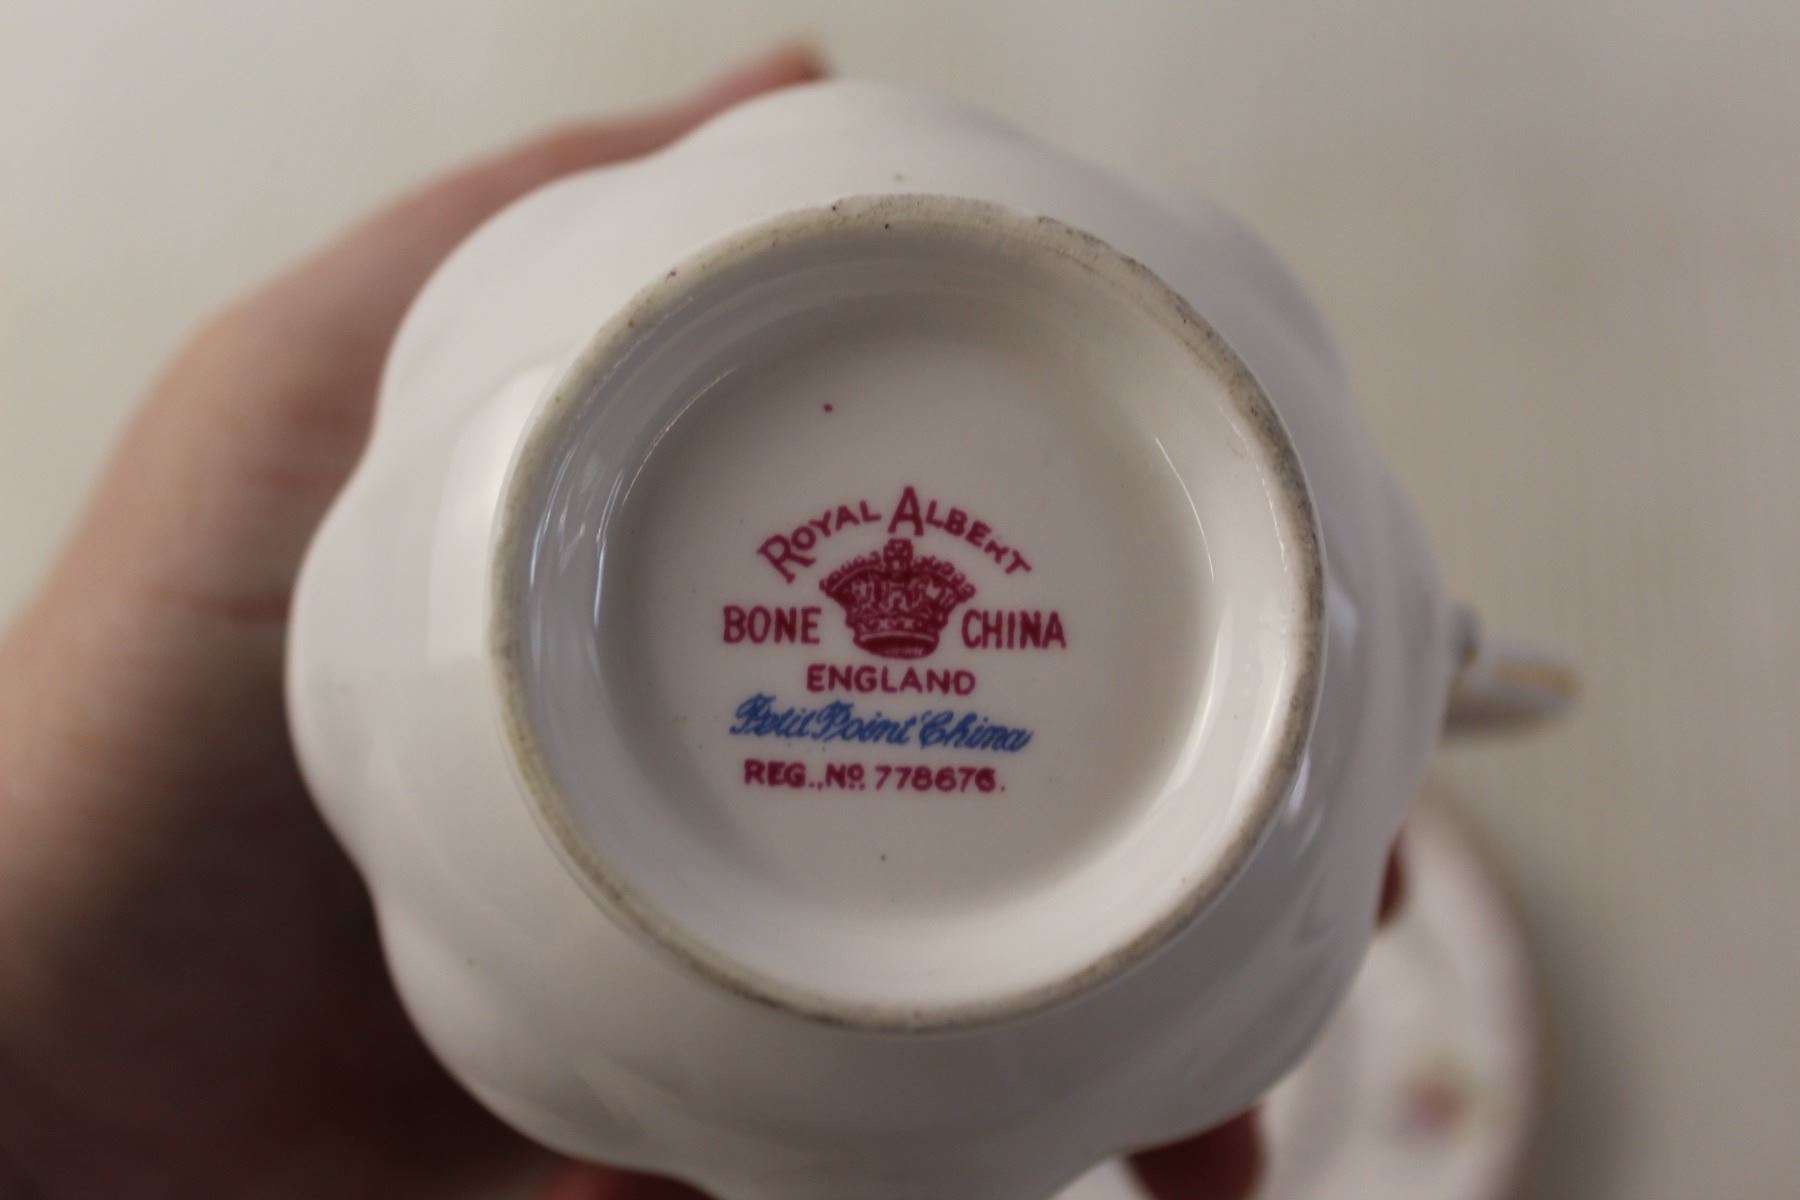 ROYAL ALBERT
BONE CHINA
ENGLAND
Petit Point China
REG., No. 778676.